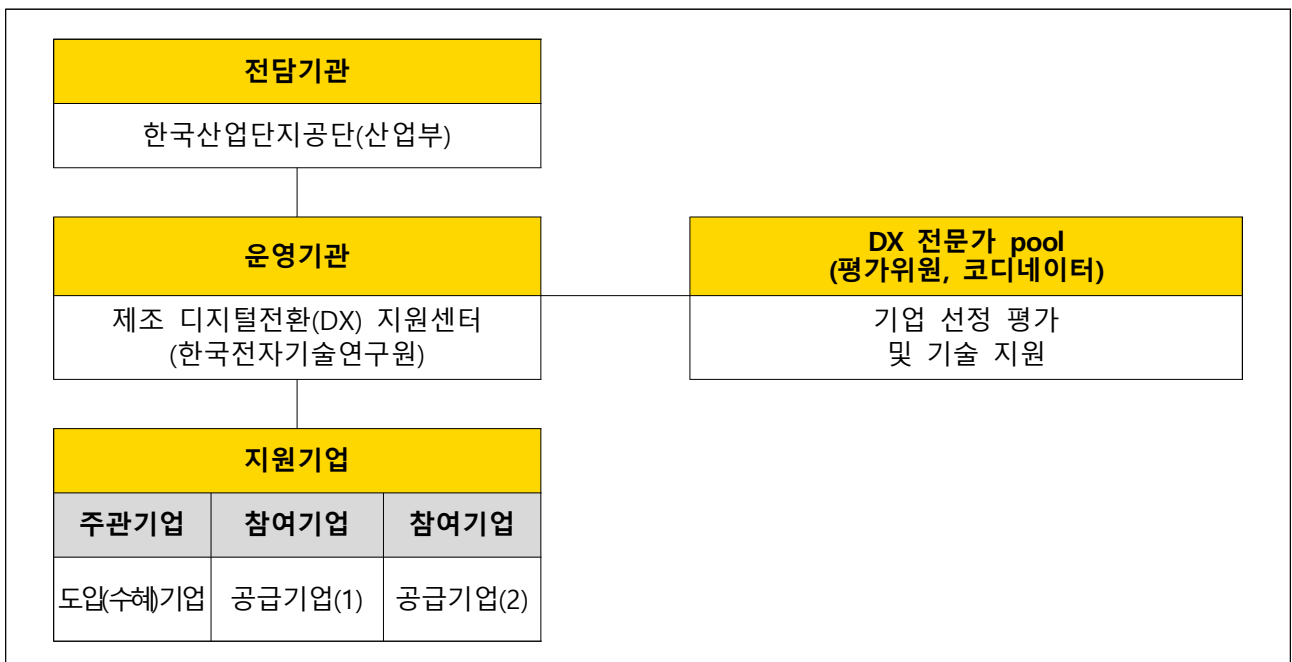 전담기관
한국산업단지공단(산업부)
운영기관
제조 디지털전환(DX) 지원센터
(한국전자기술연구원)
DX 전문가 pool
(평가위원, 코디네이터)
기업 선정 평가
및 기술 지원
지원기업
주관기업 참여기업 참여기업
도입(수혜)기업 공급기업(1) 공급기업(2)